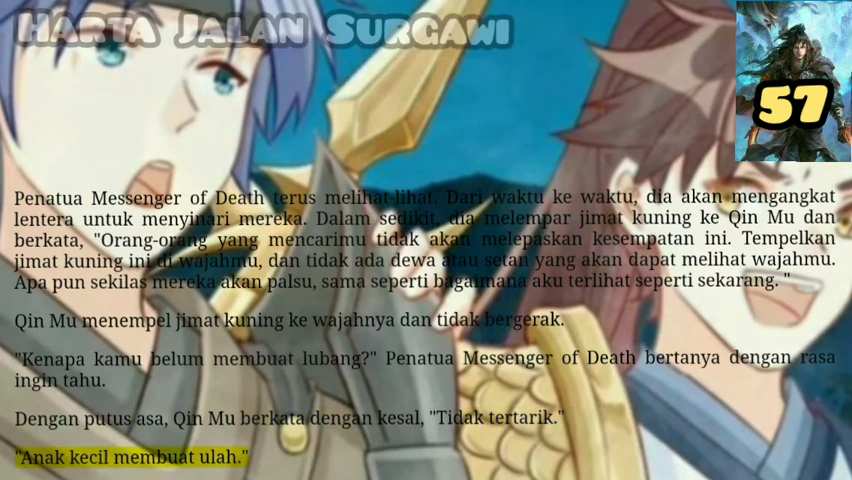 HARTA JALAN SURGAWI
57
Penatua Messenger of Death terus melihat-lihat. Dari waktu ke waktu, dia akan mengangkat
lentera untuk menyinari mereka. Dalam sedikit, dia melempar jimat kuning ke Qin Mu dan
berkata, "Orang-orang yang mencarimu tidak akan melepaskan kesempatan ini. Tempelkan
jimat kuning ini di wajahmu, dan tidak ada dewa atau setan yang akan dapat melihat wajahmu.
Apa pun sekilas mereka akan palsu, sama seperti bagaimana aku terlihat seperti sekarang. "
Qin Mu menempel jimat kuning ke wajahnya dan tidak bergerak.
"Kenapa kamu belum membuat lubang?" Penatua Messenger of Death bertanya dengan rasa
ingin tahu.
Dengan putus asa, Qin Mu berkata dengan kesal, "Tidak tertarik."
"Anak kecil membuat ulah."